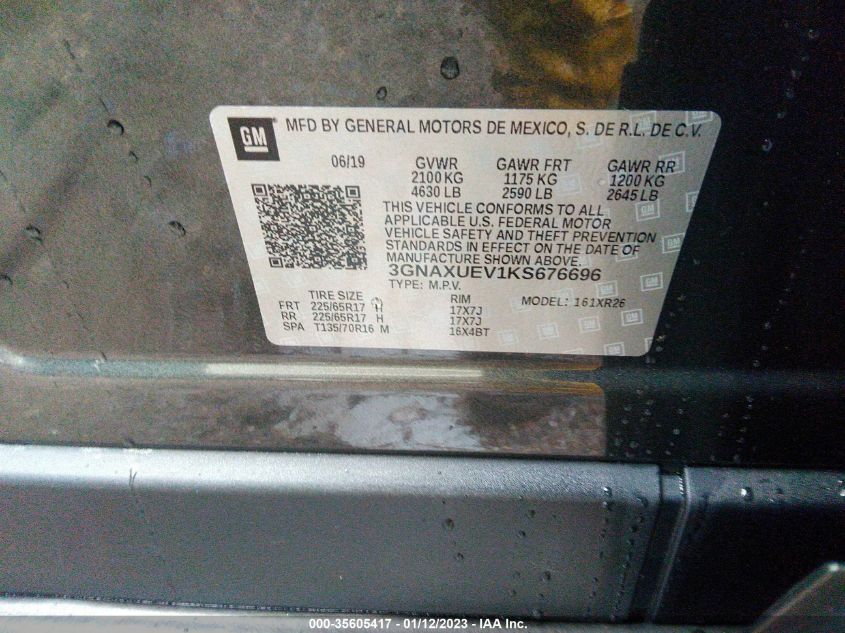 GM MFD BY GENERAL MOTORS DE MEXICO, S. DE R.L. DE C.V.
06/19 GVWR GAWR FRT GAWR RR
2100 KG 1175 KG 1200 KG
4630 LB 2590 LB 2645 LB
THIS VEHICLE CONFORMS TO ALL
APPLICABLE U.S. FEDERAL MOTOR
VEHICLE SAFETY AND THEFT PREVENTION
STANDARDS IN EFFECT ON THE DATE OF
MANUFACTURE SHOWN ABOVE.
3GNAXUEV1KS676696
TYPE: M.P.V. MODEL: 161XR26
TIRE SIZE RIM
FRT 225/65R17 H 17X7J
RR 225/65R17 H 17X7J
SPA T135/70R16 M 16X4BT
000-35605417 - 01/12/2023 - IAA Inc.